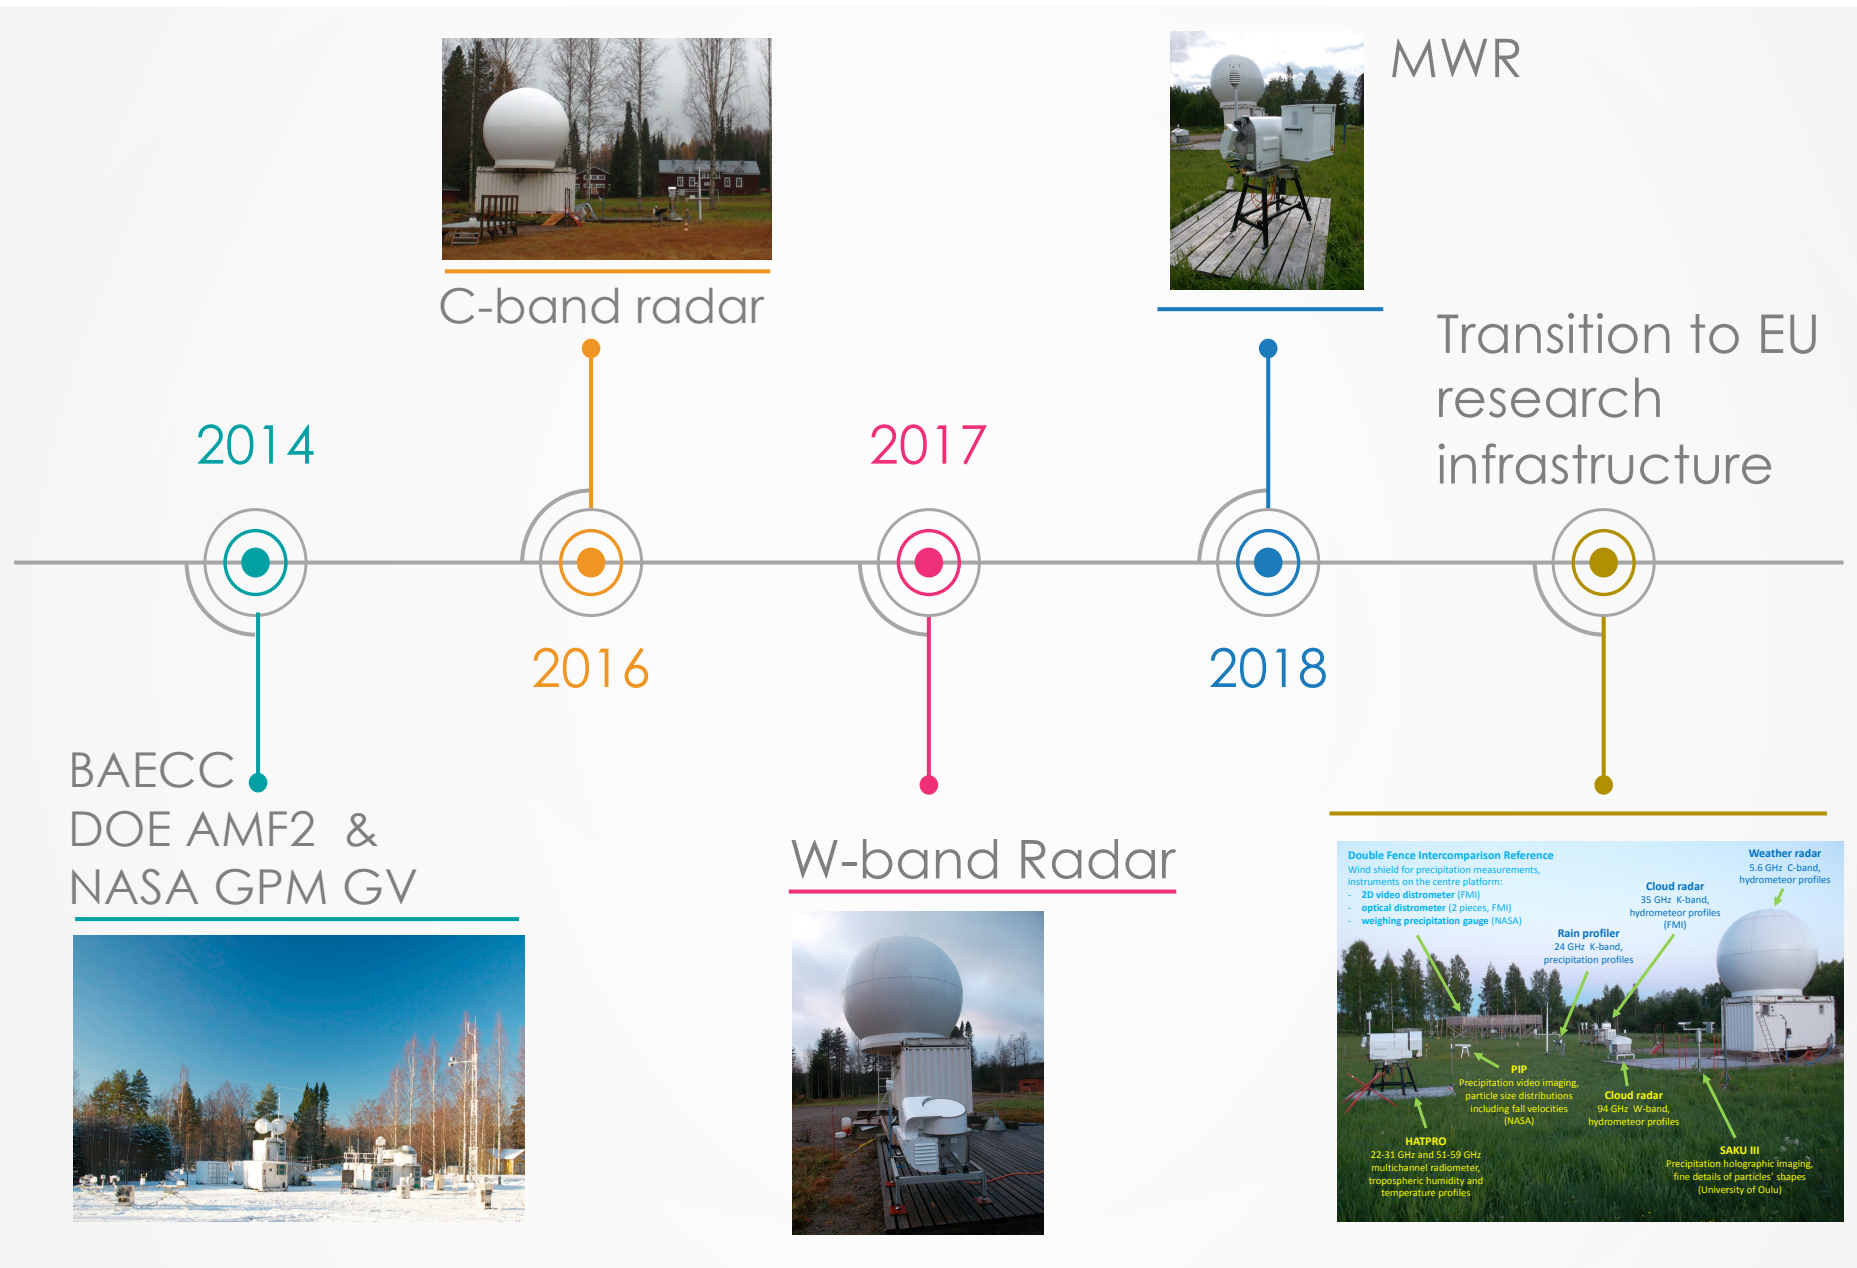 MWR
C-band radar
Transition to EU
research
infrastructure
2014
2017
2016
2018
BAECC
DOE AMF2 &
NASA GPM GV
W-band Radar
Double Fence Intercomparison Reference
Wind shield for precipitation measurements,
instruments on the centre platform:
- 2D video distrometer (FMI)
- optical distrometer (2 pieces, FMI)
- weighing precipitation gauge (NASA)
Weather radar
5.6 GHz C-band,
hydrometeor profiles
Cloud radar
35 GHz K-band,
hydrometeor profiles
(FMI)
Rain profiler
24 GHz K-band,
precipitation profiles
PIP
Precipitation video imaging,
particle size distributions
including fall velocities
(NASA)
Cloud radar
94 GHz W-band,
hydrometeor profiles
HATPRO
22-31 GHz and 51-59 GHz
multichannel radiometer,
tropospheric humidity and
temperature profiles
SAKU III
Precipitation holographic imaging,
fine details of particles' shapes
(University of Oulu)